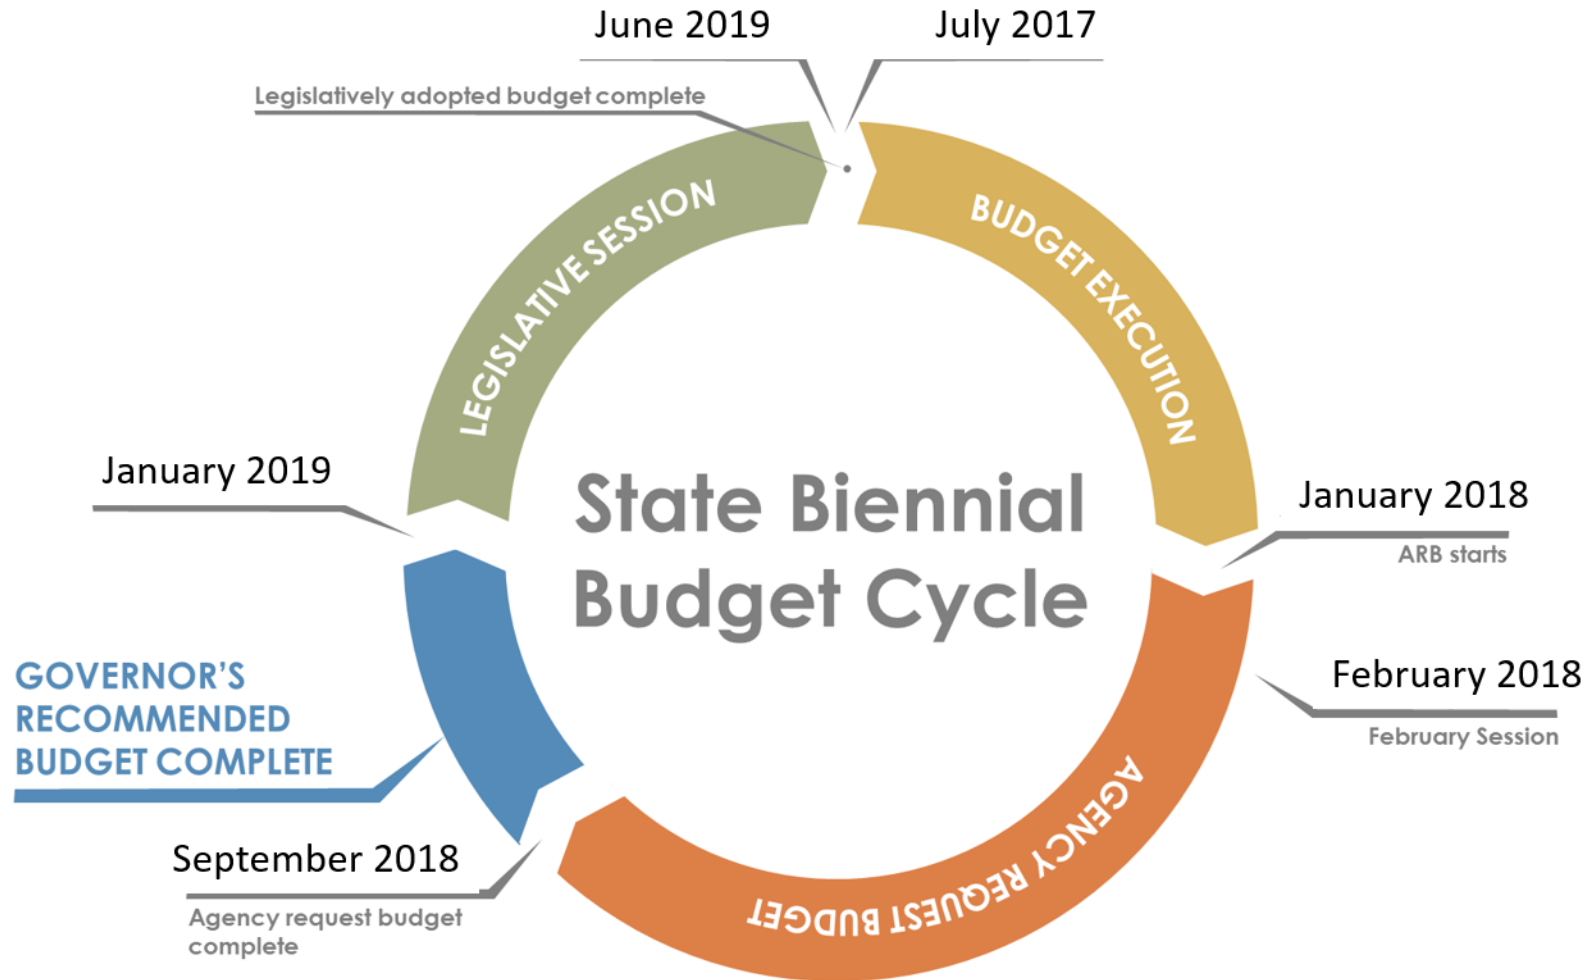 June 2019
July 2017
Legislatively adopted budget complete
LEGISLATIVE SESSION
BUDGET EXECUTION
January 2019
State Biennial
Budget Cycle
January 2018
ARB starts
GOVERNOR’S
RECOMMENDED
BUDGET COMPLETE
February 2018
February Session
September 2018
Agency request budget
complete
AGENCY REQUEST BUDGET